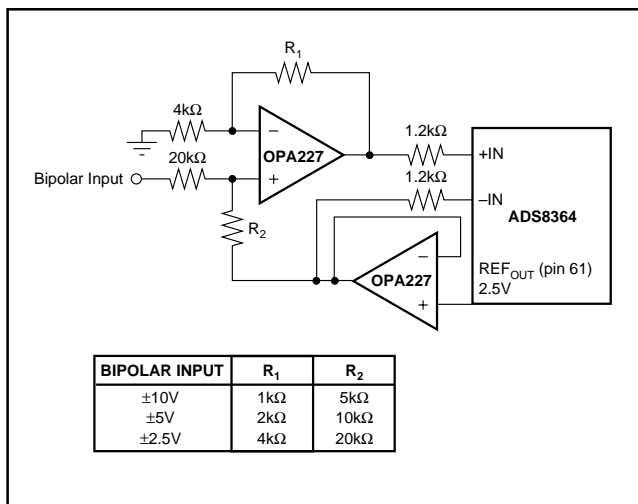 R1
4kΩ
−
OPA227
20kΩ
+
Bipolar Input
R2
1.2kΩ
+IN
1.2kΩ
–IN
ADS8364
REFOUT (pin 61)
2.5V
−
OPA227
+
BIPOLAR INPUT R1 R2
±10V 1kΩ 5kΩ
±5V 2kΩ 10kΩ
±2.5V 4kΩ 20kΩ